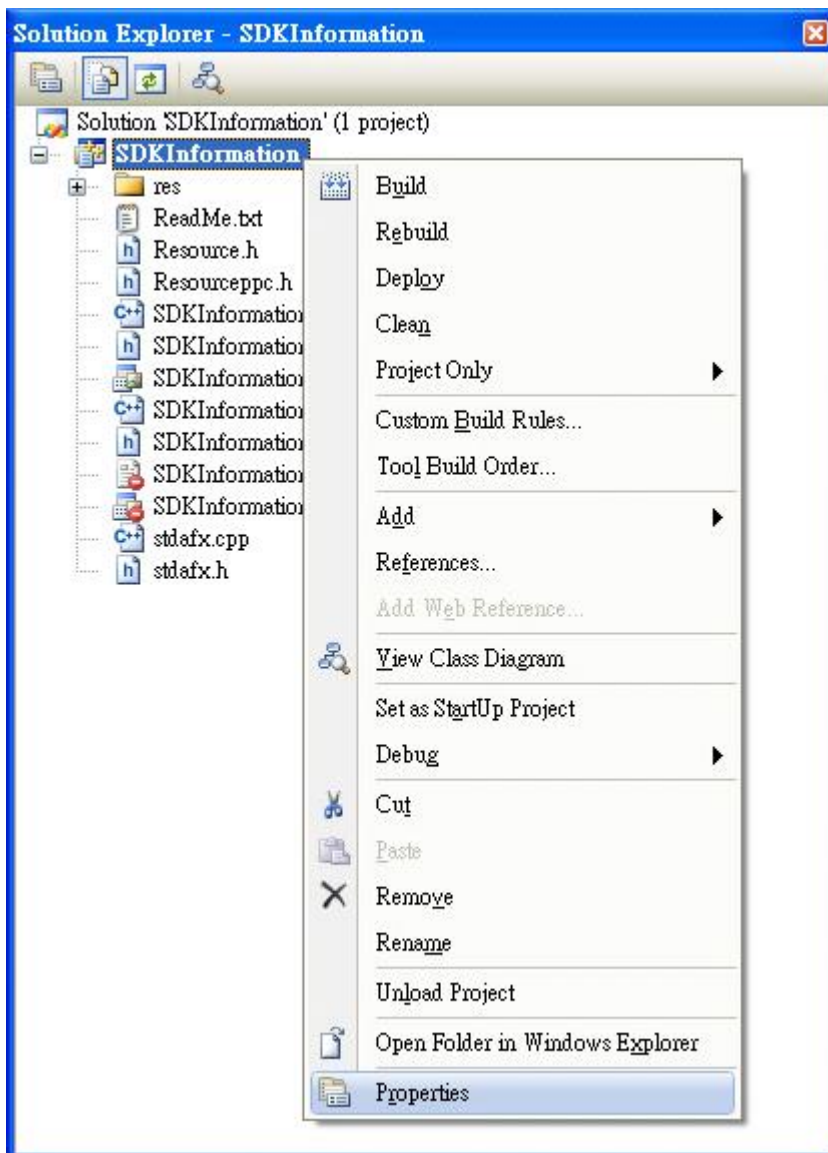 Solution Explorer - SDKInformation
Solution 'SDKInformation' (1 project)
SDKInformation
res
ReadMe.txt
Resource.h
Resourceppc.h
SDKInformation
SDKInformation
SDKInformation
SDKInformation
SDKInformation
SDKInformation
SDKInformation
stdafx.cpp
stdafx.h
Build
Rebuild
Deploy
Clean
Project Only
Custom Build Rules...
Tool Build Order...
Add
References...
Add Web Reference...
View Class Diagram
Set as StartUp Project
Debug
Cut
Paste
Remove
Rename
Unload Project
Open Folder in Windows Explorer
Properties